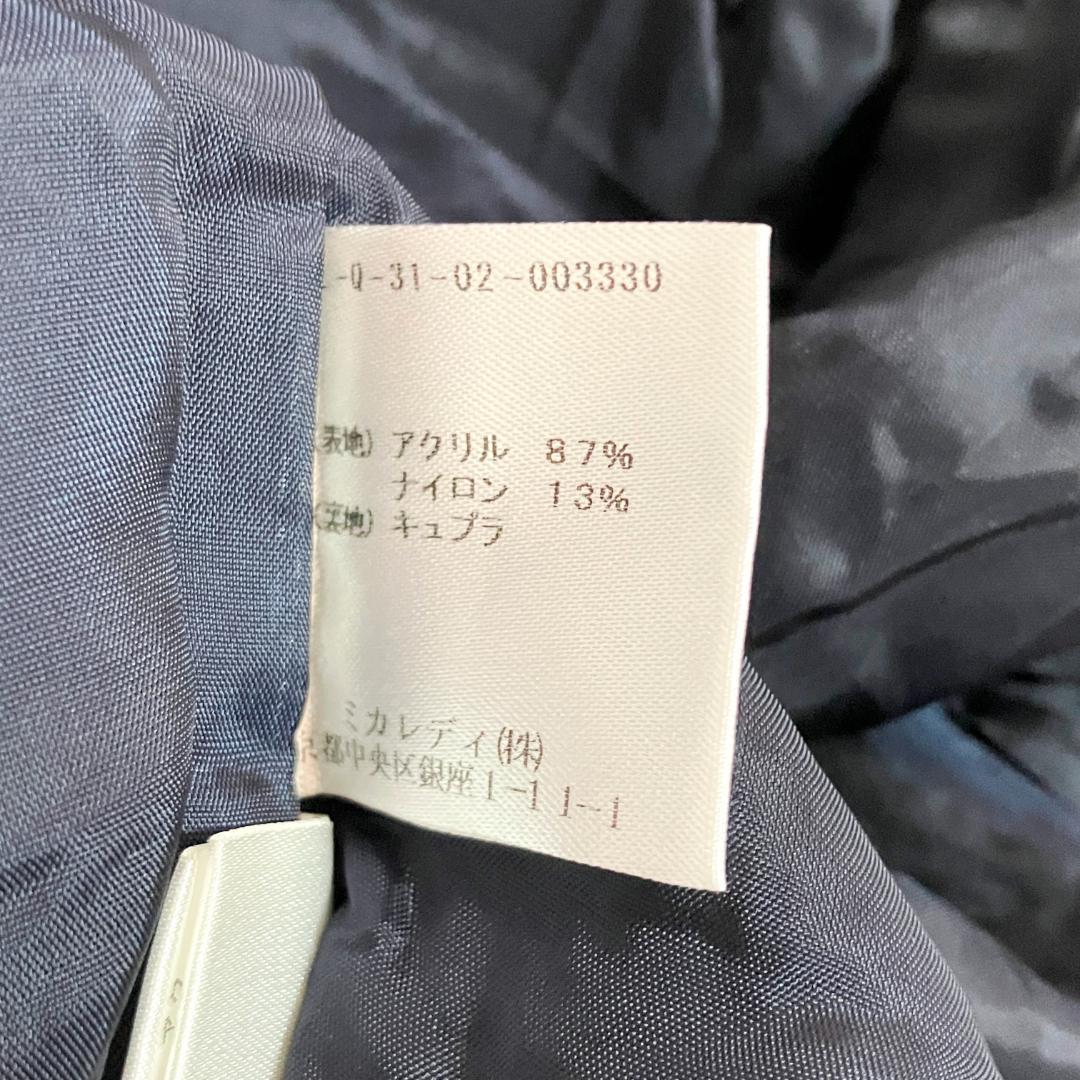 -Q-31-02-003330
(表地) アクリル 87%
ナイロン 13%
(裏地) キュプラ
ミカレディ(株)
京都中央区銀座1-11-1